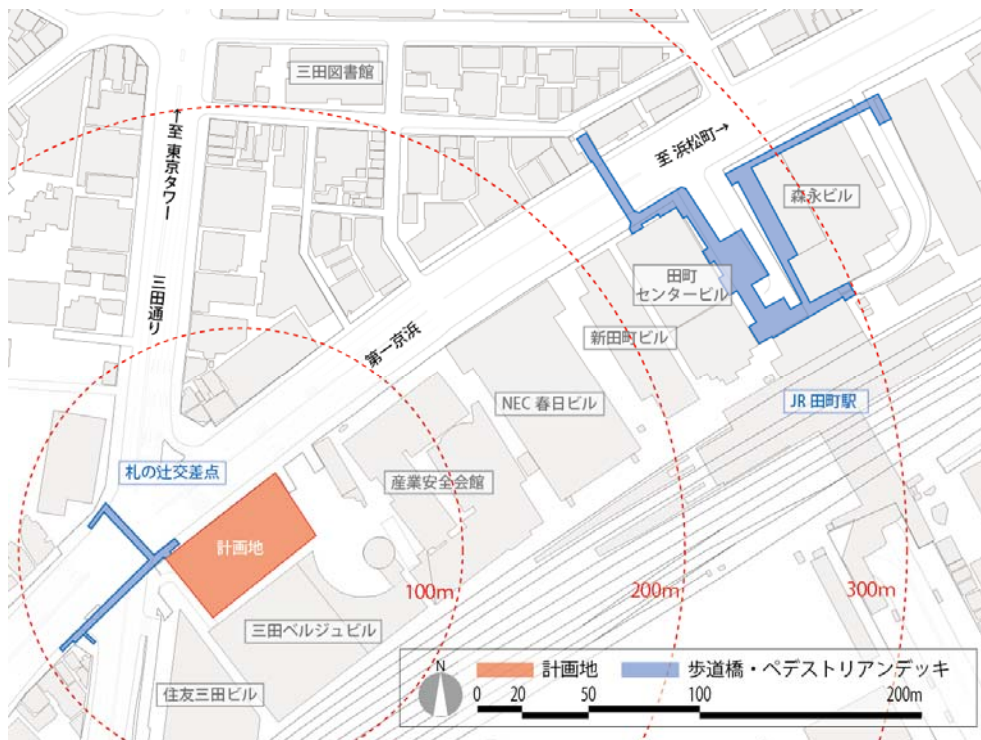 三田図書館
←至 東京タワー
至 浜松町→
森永ビル
田町
センタービル
三田通り
第一京浜
新田町ビル
NEC 春日ビル
JR 田町駅
札の辻交差点
産業安全会館
計画地
100m
200m
300m
三田ベルジュビル
住友三田ビル
N
計画地
歩道橋・ペデストリアンデッキ
0 20 50 100 200m